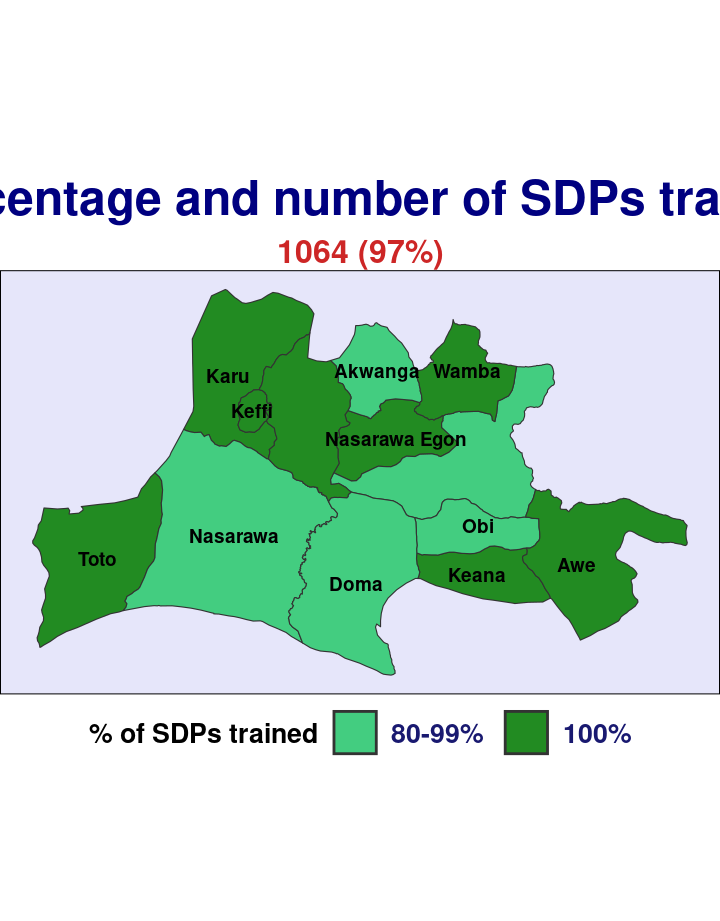 centage and number of SDPs tra
1064 (97%)
Akwanga
Wamba
Karu
Keffi
Nasarawa Egon
Obi
Nasarawa
Toto
Awe
Keana
Doma
% of SDPs trained 80-99% 100%